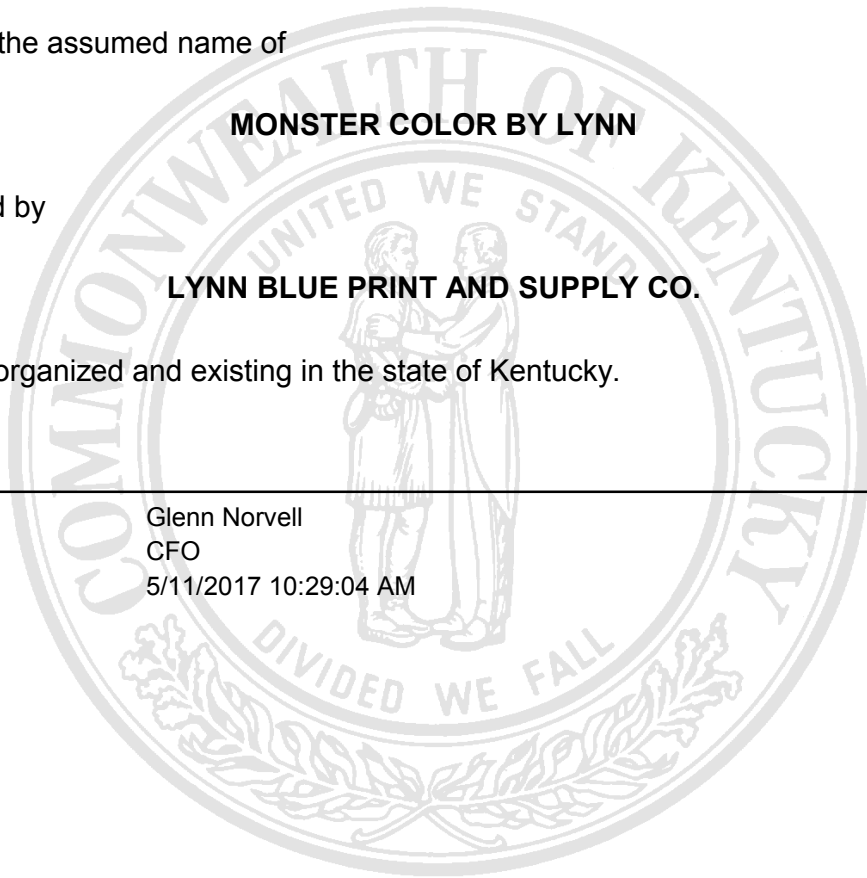 the assumed name of
MONSTER COLOR BY LYNN
d by
LYNN BLUE PRINT AND SUPPLY CO.
organized and existing in the state of Kentucky.
Glenn Norvell
CFO
5/11/2017 10:29:04 AM
COMMONWEALTH OF KENTUCKY
UNITED WE STAND
DIVIDED WE FALL